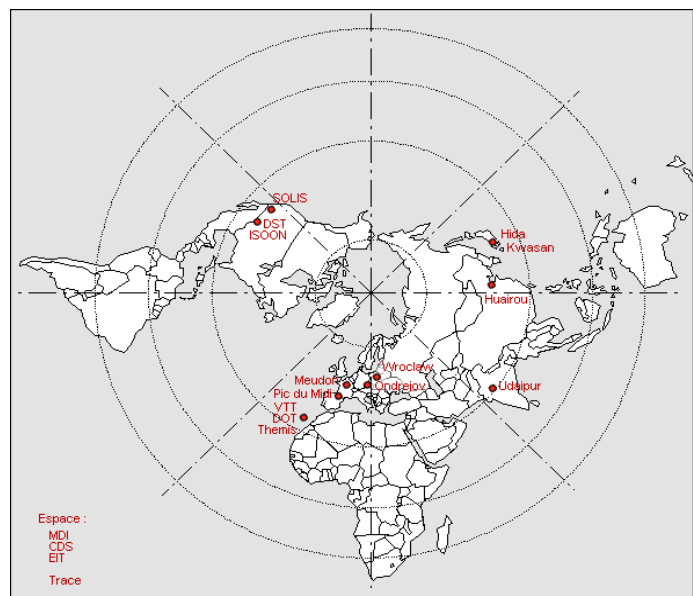 SOLIS
DST
ISOON
Hida
Kwasan
Huairou
Wroclaw
Meudon
Ondrejov
Pic du Midi
Udaipur
VTT
DOT
Themis
Espace :
MDI
CDS
EIT
Trace